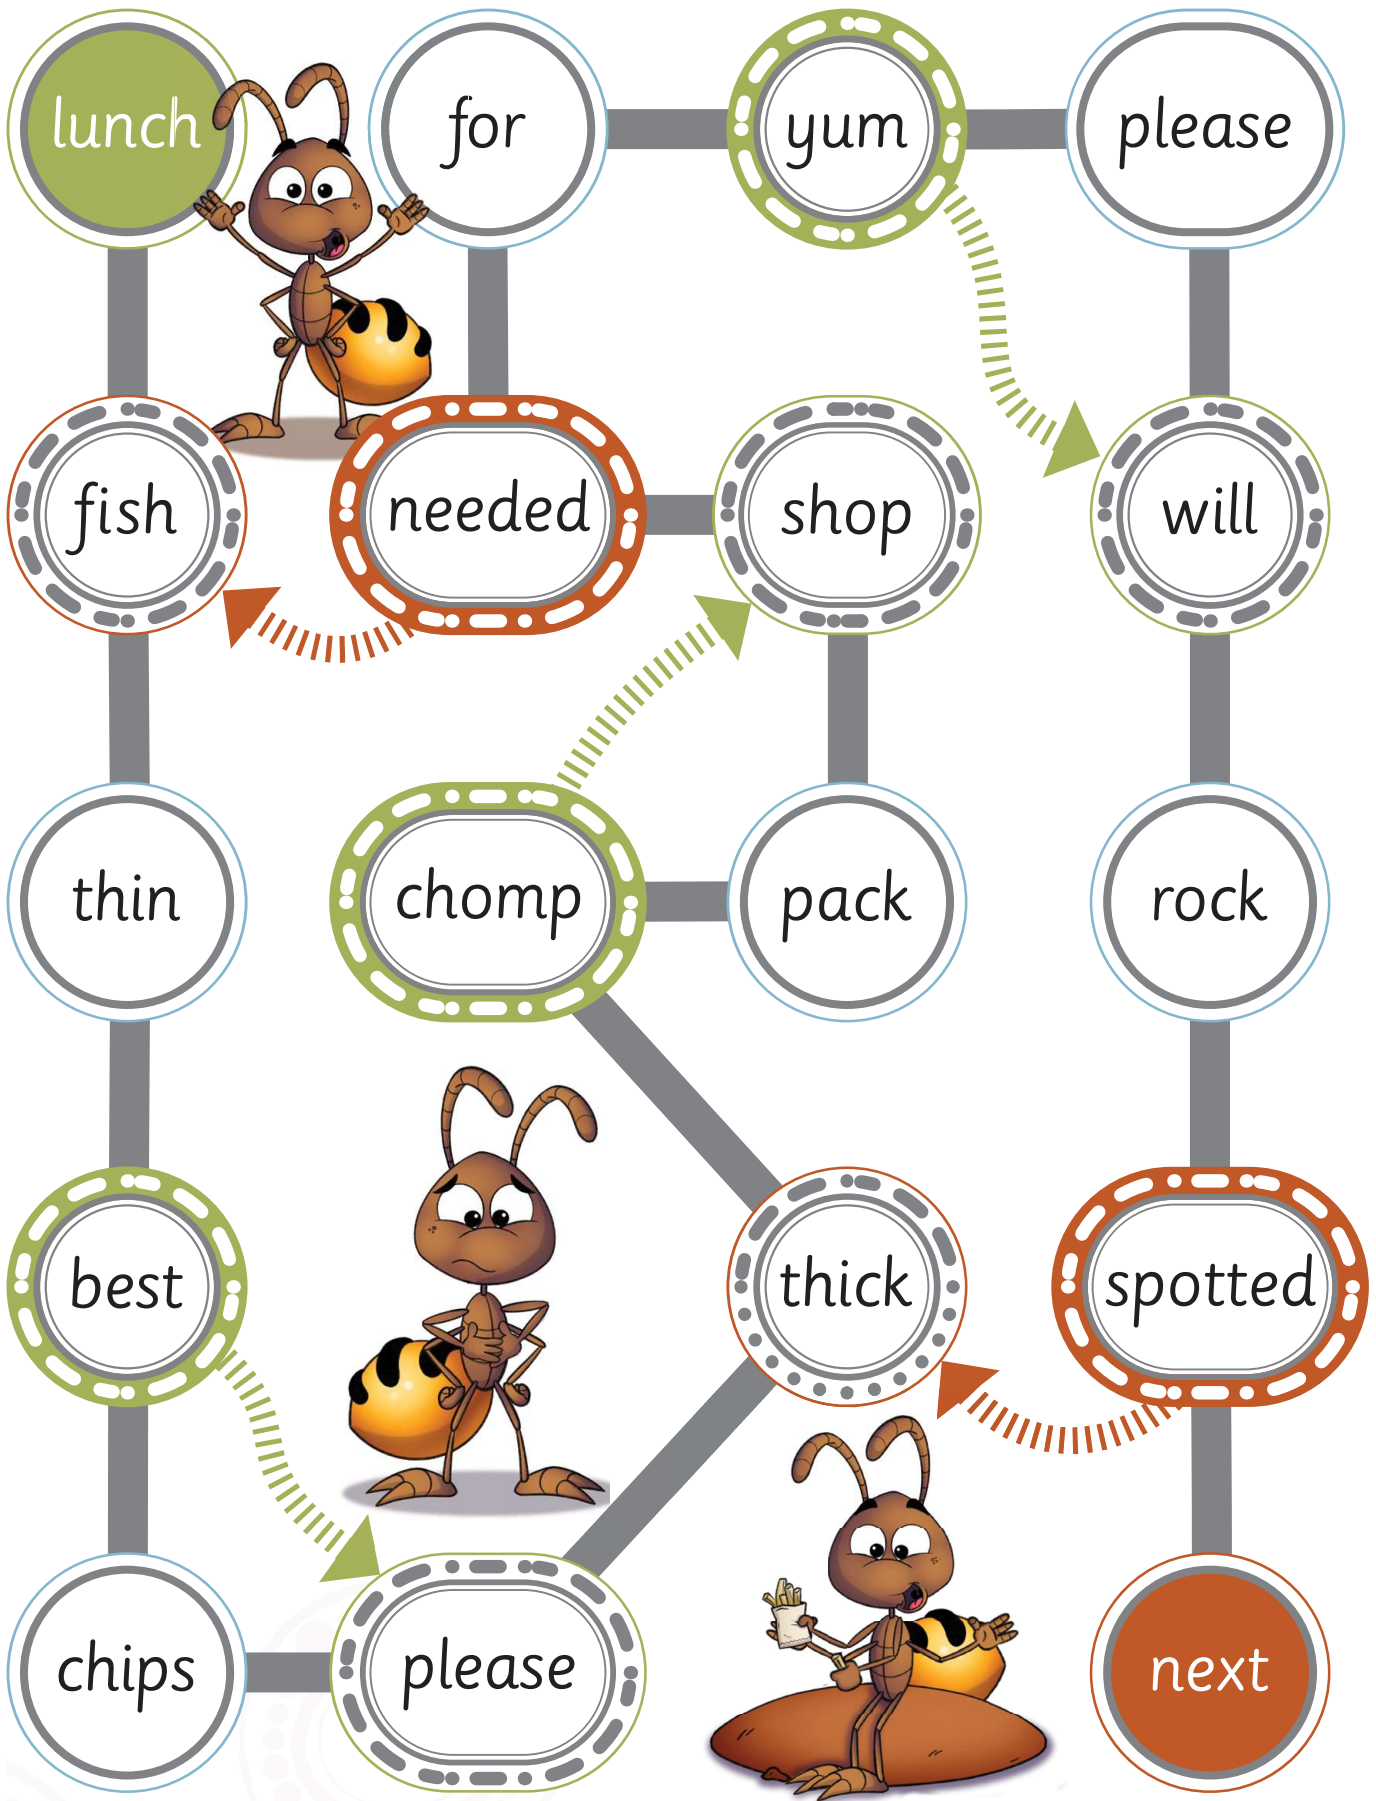 lunch for yum please
fish needed shop will
thin chomp pack rock
best thick spotted
chips please next